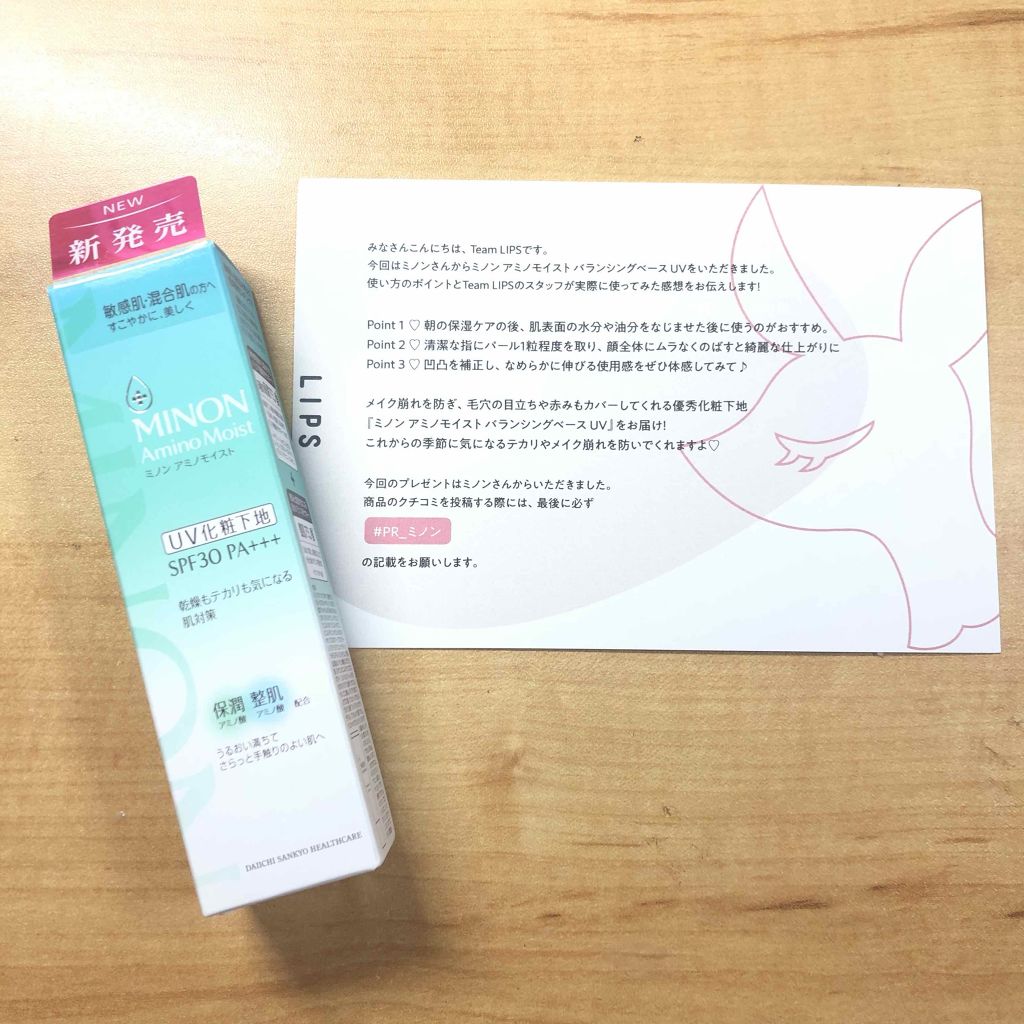 NEW
新発売
敏感肌・混合肌の方へ
すこやかに、美しく
MINON
Amino Moist
ミノン アミノモイスト
UV化粧下地
SPF30 PA+++
乾燥もテカリも気になる
肌対策
保潤 整肌 配合
アミノ酸 アミノ酸
うるおい満ちて
さらっと手触りのよい肌へ
DAIICHI SANKYO HEALTHCARE
LIPS
みなさんこんにちは、Team LIPSです。
今回はミノンさんからミノン アミノモイスト バランシングベース UVをいただきました。
使い方のポイントとTeam LIPSのスタッフが実際に使ってみた感想をお伝えします!
Point 1 ♡ 朝の保湿ケアの後、肌表面の水分や油分をなじませた後に使うのがおすすめ。
Point 2 ♡ 清潔な指にパール1粒程度を取り、顔全体にムラなくのばすと綺麗な仕上がりに
Point 3 ♡ 凹凸を補正し、なめらかに伸びる使用感をぜひ体感してみて♪
メイク崩れを防ぎ、毛穴の目立ちや赤みもカバーしてくれる優秀化粧下地
『ミノン アミノモイスト バランシングベース UV』をお届け!
これからの季節に気になるテカリやメイク崩れを防いでくれますよ♡
今回のプレゼントはミノンさんからいただきました。
商品のクチコミを投稿する際には、最後に必ず
#PR_ミノン
の記載をお願いします。